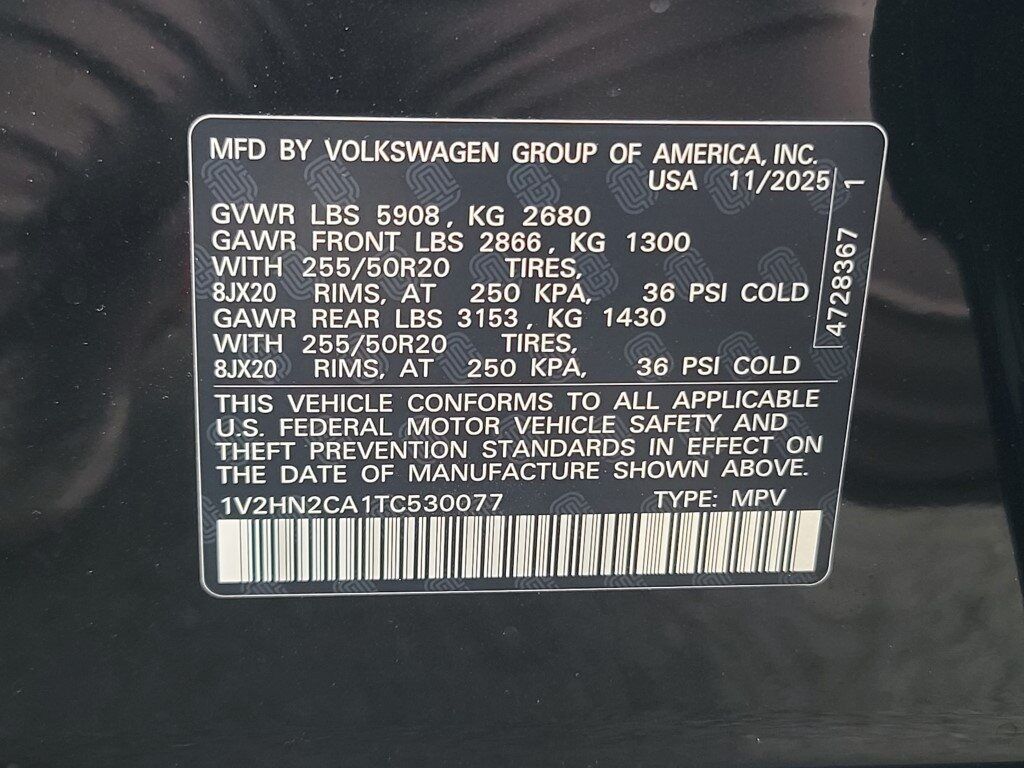 MFD BY VOLKSWAGEN GROUP OF AMERICA, INC.
USA 11/2025
GVWR LBS 5908, KG 2680
GAWR FRONT LBS 2866, KG 1300
WITH 255/50R20 TIRES,
8JX20 RIMS, AT 250 KPA, 36 PSI COLD
GAWR REAR LBS 3153, KG 1430
WITH 255/50R20 TIRES,
8JX20 RIMS, AT 250 KPA, 36 PSI COLD
4728367 1
THIS VEHICLE CONFORMS TO ALL APPLICABLE
U.S. FEDERAL MOTOR VEHICLE SAFETY AND
THEFT PREVENTION STANDARDS IN EFFECT ON
THE DATE OF MANUFACTURE SHOWN ABOVE.
1V2HN2CA1TC530077 TYPE: MPV